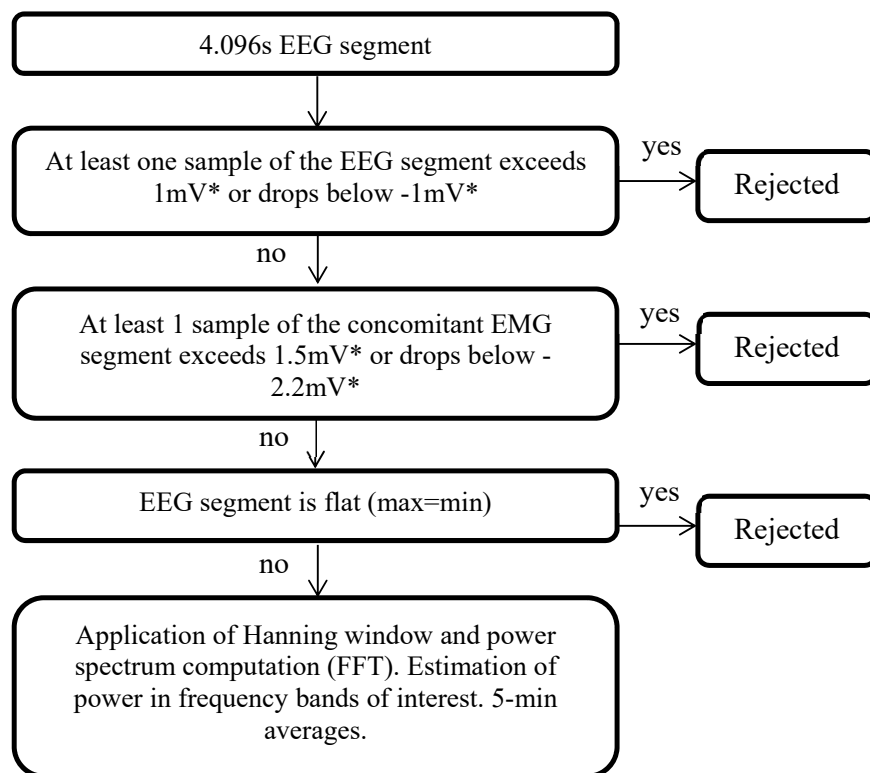 4.096s EEG segment
At least one sample of the EEG segment exceeds
1mV* or drops below -1mV*
yes
Rejected
no
At least 1 sample of the concomitant EMG
segment exceeds 1.5mV* or drops below -
2.2mV*
yes
Rejected
no
EEG segment is flat (max=min)
yes
Rejected
no
Application of Hanning window and power
spectrum computation (FFT). Estimation of
power in frequency bands of interest. 5-min
averages.